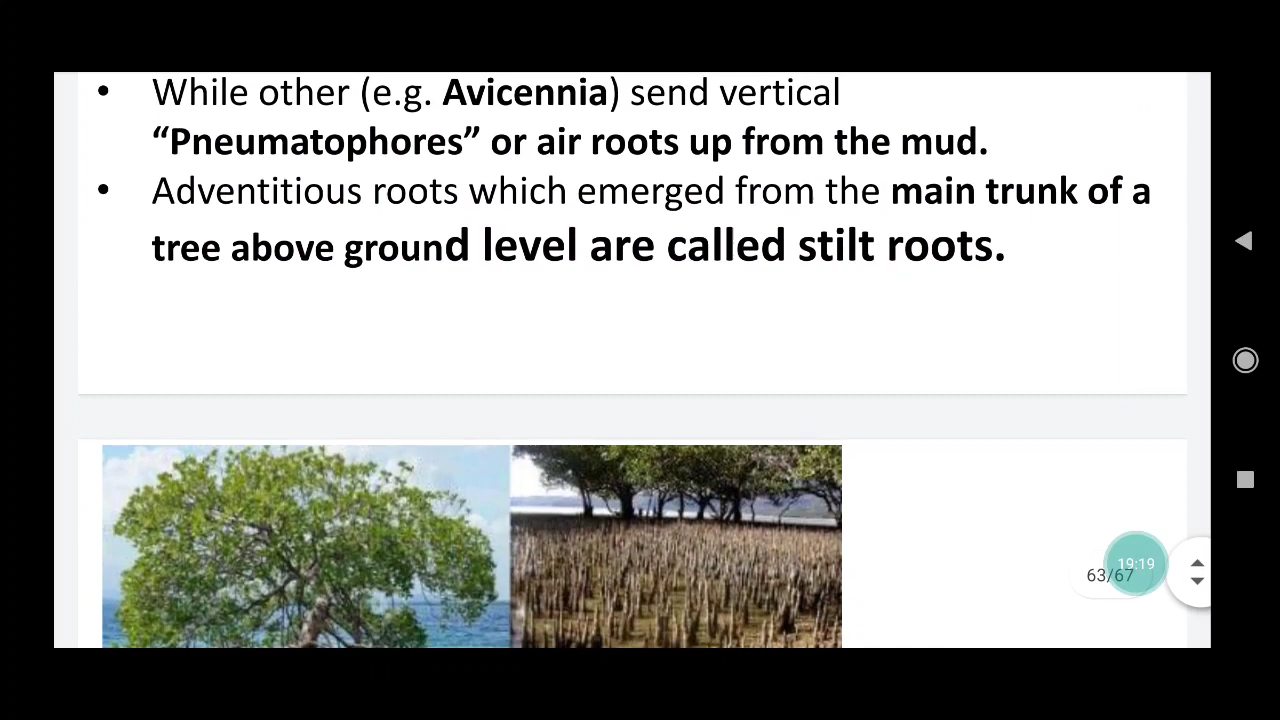 • While other (e.g. Avicennia) send vertical
“Pneumatophores” or air roots up from the mud.
• Adventitious roots which emerged from the main trunk of a
tree above ground level are called stilt roots.
19:19
63/67